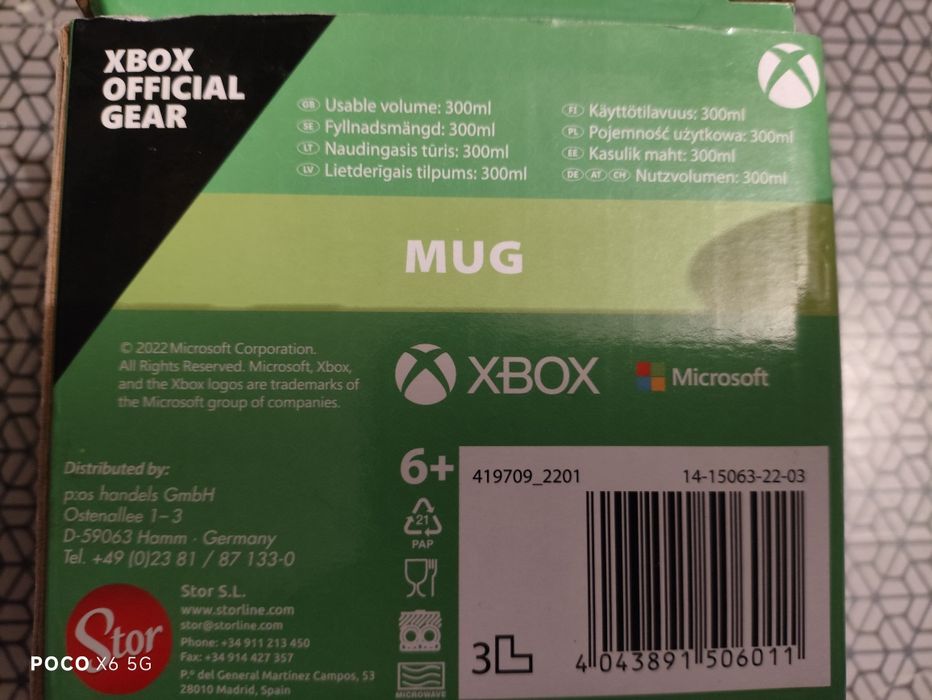 XBOX
OFFICIAL
GEAR
GB Usable volume: 300ml
SE Fyllnadsmängd: 300ml
LT Naudingasis tūris: 300ml
LV Lietderīgais tilpums: 300ml
FI Käyttötilavuus: 300ml
PL Pojemność użytkowa: 300ml
EE Kasulik maht: 300ml
DE AT CH Nutzvolumen: 300ml
MUG
© 2022 Microsoft Corporation.
All Rights Reserved. Microsoft, Xbox,
and the Xbox logos are trademarks of
the Microsoft group of companies.
XBOX
Microsoft
Distributed by:
p:os handels GmbH
Ostenallee 1–3
D-59063 Hamm · Germany
Tel. +49 (0)23 81 / 87 133-0
Stor
Stor S.L.
www.storline.com
stor@storline.com
Phone: +34 911 213 450
Fax: +34 914 427 357
P.º del General Martínez Campos, 53
28010 Madrid, Spain
6+
21
PAP
MICROWAVE
419709_2201
14-15063-22-03
3
4 043891 506011
POCO X6 5G